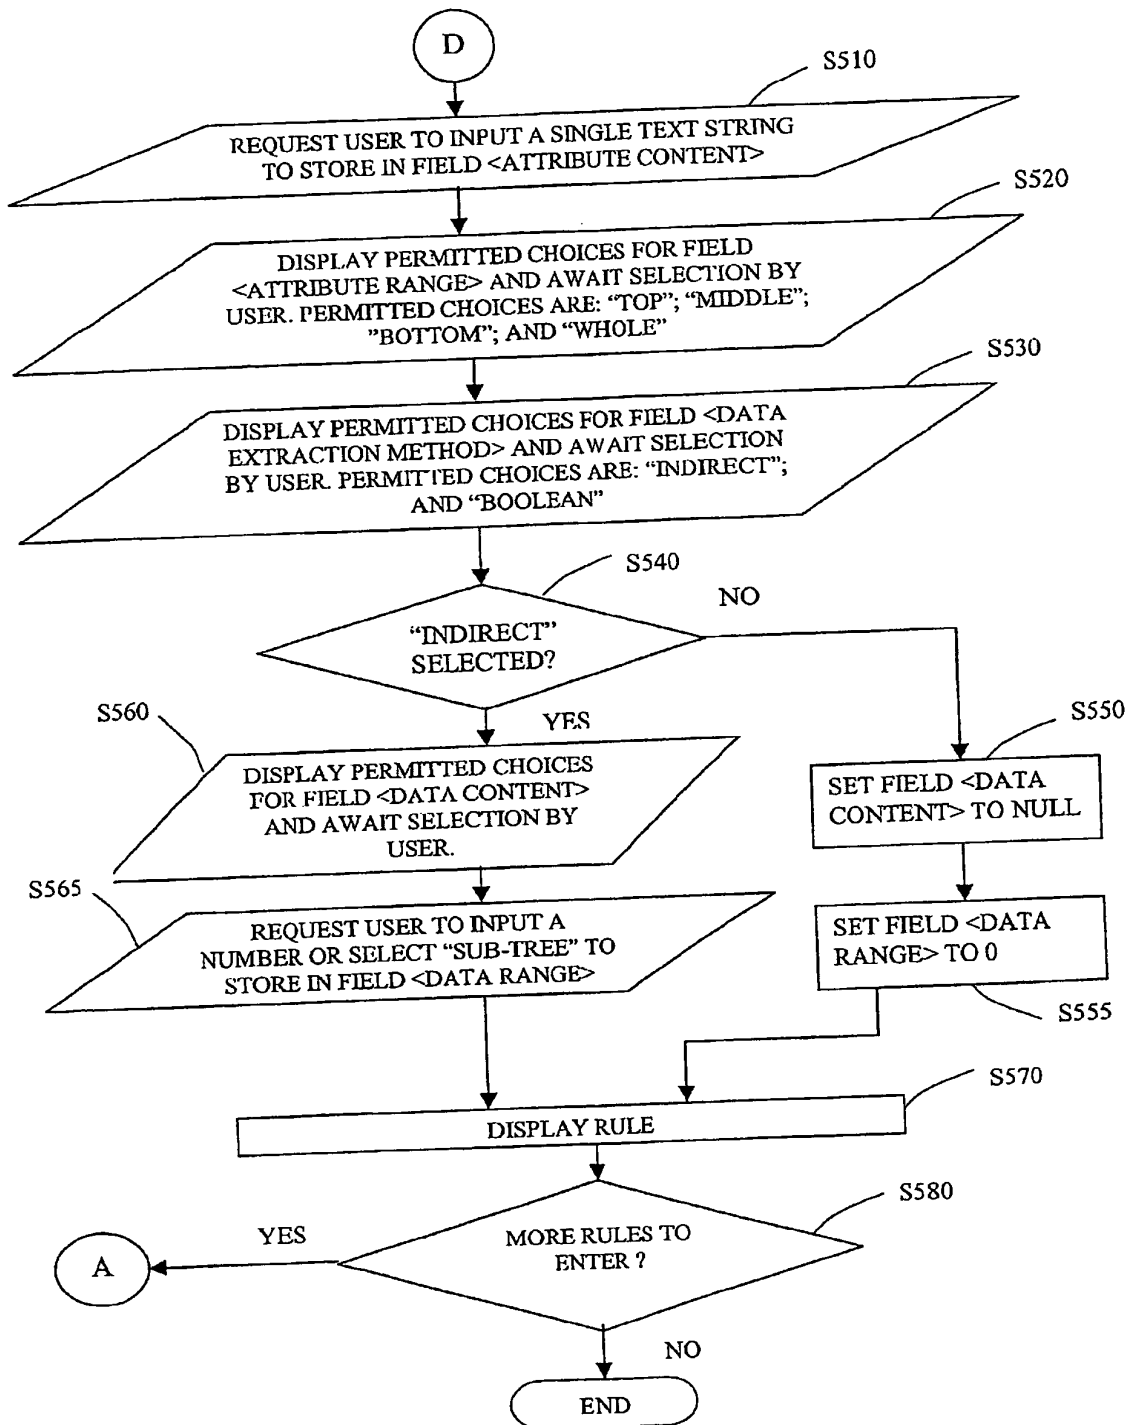 D
S510
REQUEST USER TO INPUT A SINGLE TEXT STRING
TO STORE IN FIELD <ATTRIBUTE CONTENT>
S520
DISPLAY PERMITTED CHOICES FOR FIELD
<ATTRIBUTE RANGE> AND AWAIT SELECTION BY
USER. PERMITTED CHOICES ARE: “TOP”; “MIDDLE”;
”BOTTOM”; AND “WHOLE”
S530
DISPLAY PERMITTED CHOICES FOR FIELD <DATA
EXTRACTION METHOD> AND AWAIT SELECTION
BY USER. PERMITTED CHOICES ARE: “INDIRECT”;
AND “BOOLEAN”
S540
NO
“INDIRECT”
SELECTED?
YES
S560
DISPLAY PERMITTED CHOICES
FOR FIELD <DATA CONTENT>
AND AWAIT SELECTION BY
USER.
S550
SET FIELD <DATA
CONTENT> TO NULL
S565
REQUEST USER TO INPUT A
NUMBER OR SELECT “SUB-TREE” TO
STORE IN FIELD <DATA RANGE>
SET FIELD <DATA
RANGE> TO 0
S555
S570
DISPLAY RULE
S580
MORE RULES TO
ENTER ?
YES
A
NO
END